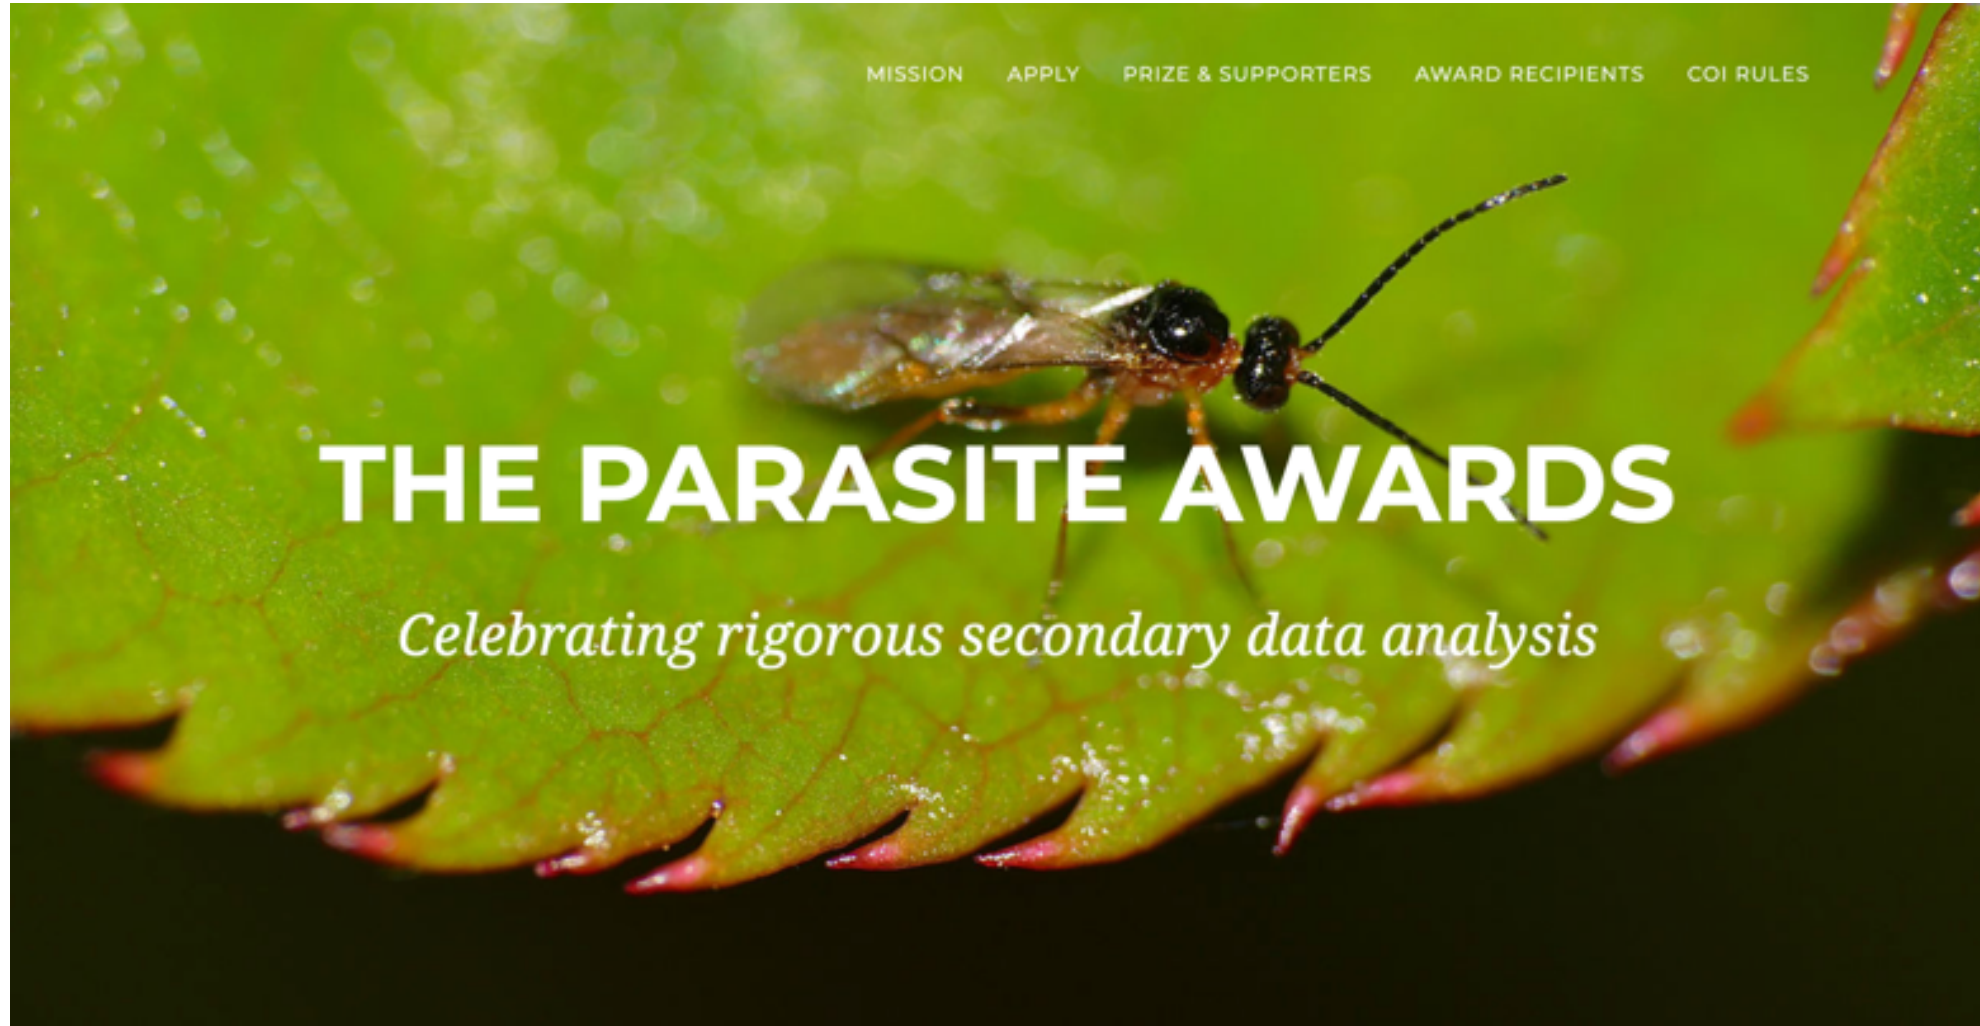 MISSION APPLY PRIZE & SUPPORTERS AWARD RECIPIENTS COI RULES
THE PARASITE AWARDS
Celebrating rigorous secondary data analysis